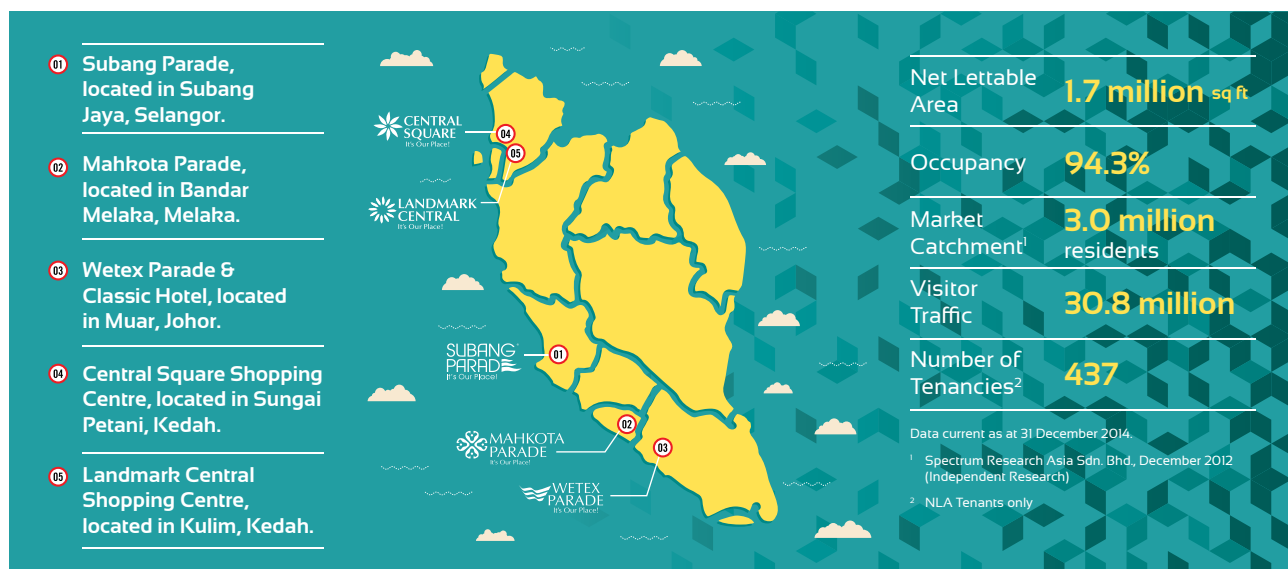 01
Subang Parade,
located in Subang
Jaya, Selangor.
02
Mahkota Parade,
located in Bandar
Melaka, Melaka.
03
Wetex Parade &
Classic Hotel, located
in Muar, Johor.
04
Central Square Shopping
Centre, located in Sungai
Petani, Kedah.
05
Landmark Central
Shopping Centre,
located in Kulim, Kedah.
CENTRAL
SQUARE
It's Our Place!
04
05
LANDMARK
CENTRAL
It's Our Place!
SUBANG
PARADE
It's Our Place!
01
MAHKOTA
PARADE
It's Our Place!
02
03
WETEX
PARADE
It's Our Place!
Net Lettable
Area
1.7 million sq ft
Occupancy
94.3%
Market
Catchment¹
3.0 million
residents
Visitor
Traffic
30.8 million
Number of
Tenancies²
437
Data current as at 31 December 2014.
¹ Spectrum Research Asia Sdn. Bhd., December 2012
(Independent Research)
² NLA Tenants only